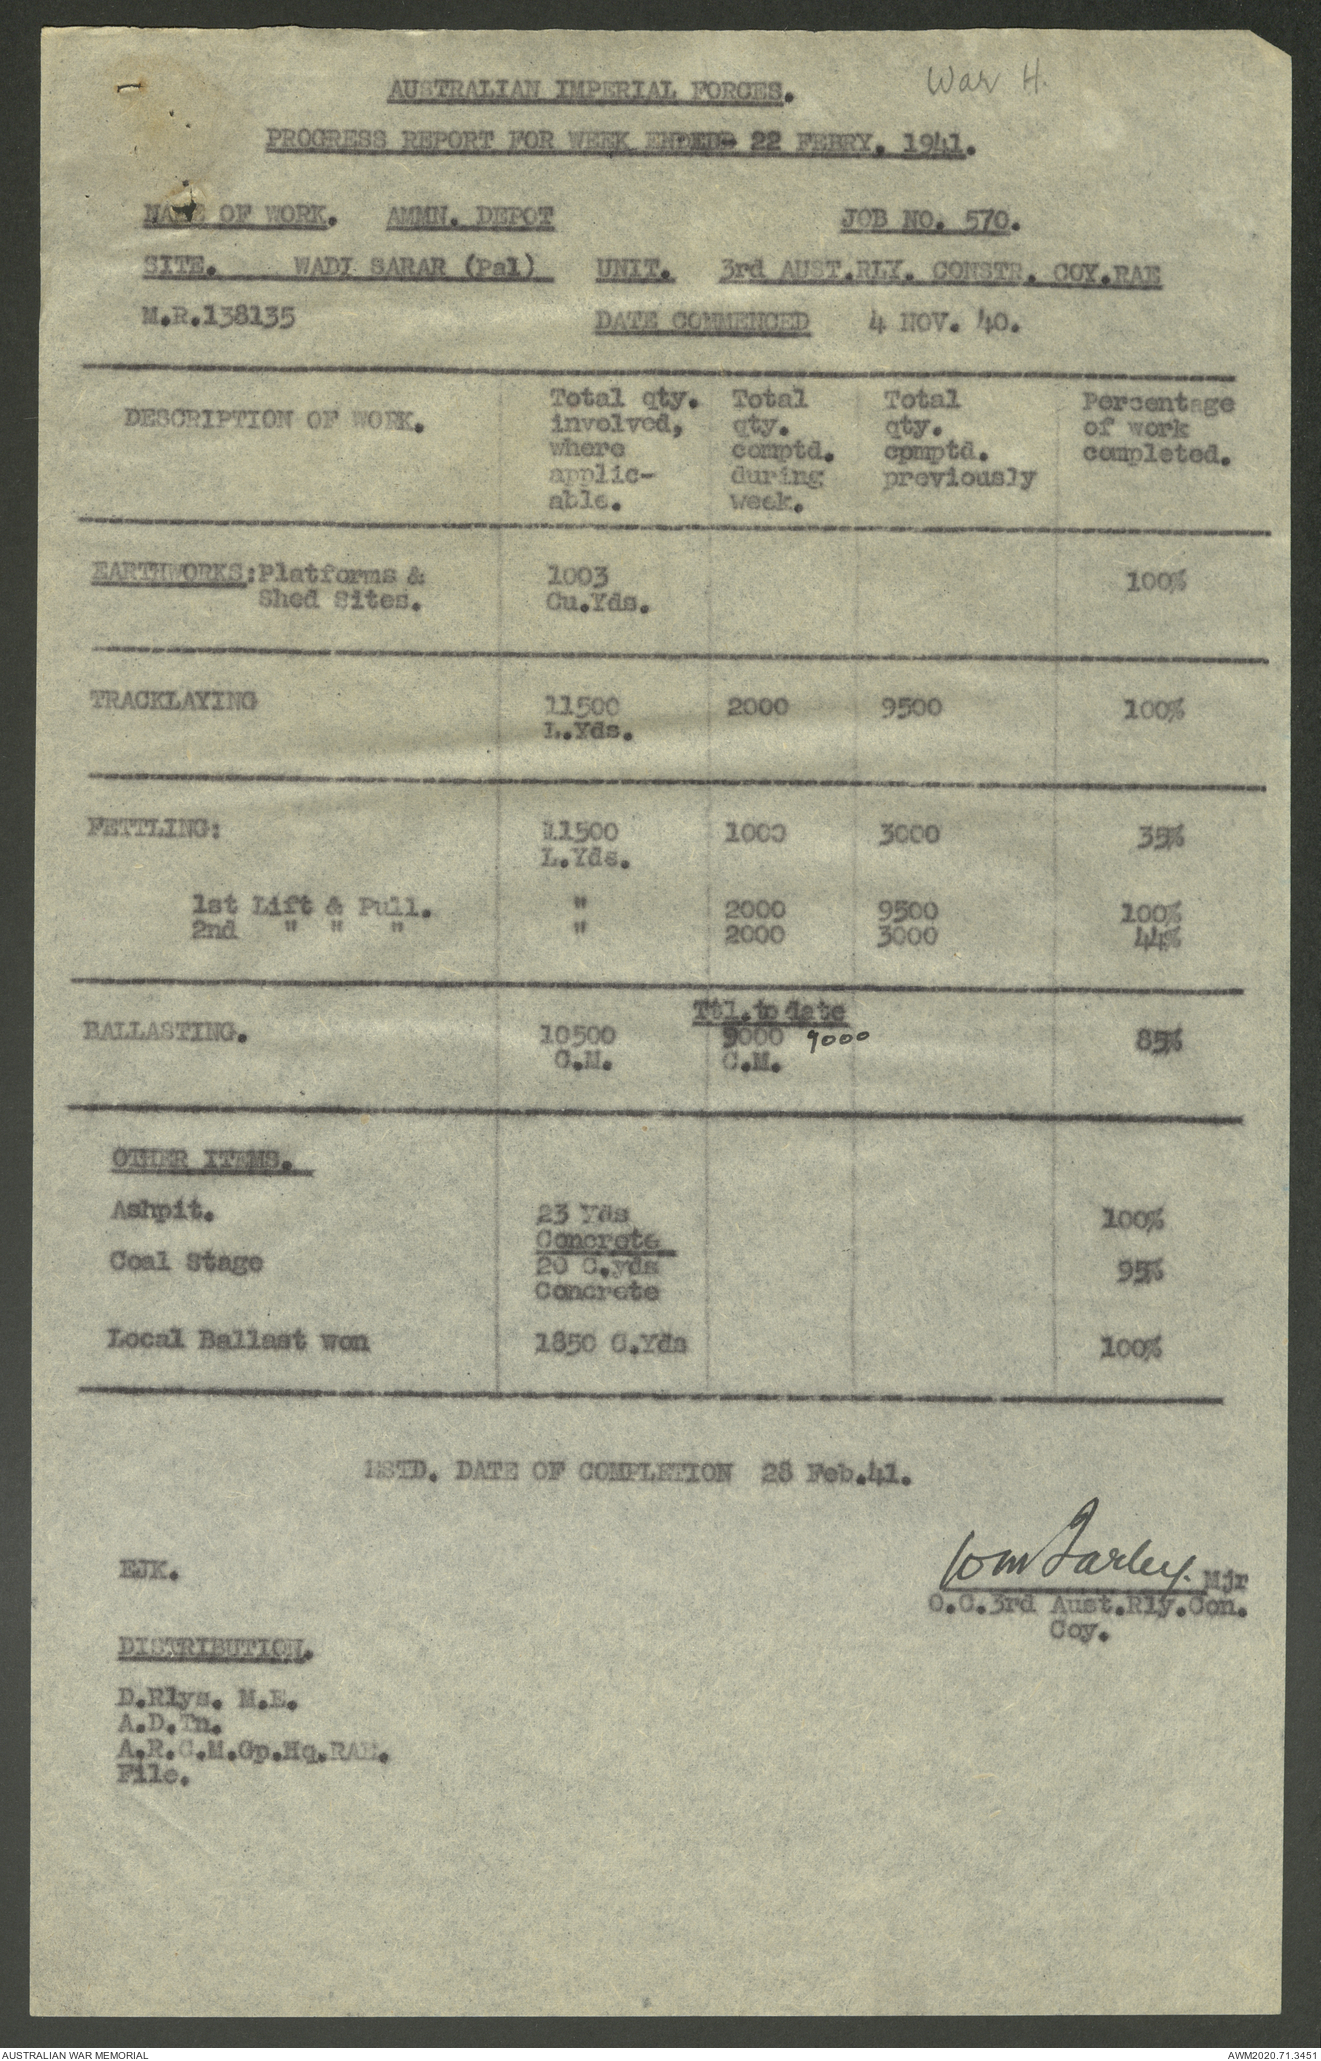 War H.
AUSTRALIAN IMPERIAL FORCES.
PROGRESS REPORT FOR WEEK ENDED 22 FEBRY. 1941.
NAME OF WORK. AMMN. DEPOT JOB NO. 570.
SITE. WADI SARAR (Pal) UNIT. 3rd AUST.RLY. CONSTR. COY.RAE
M.R.138135 DATE COMMENCED 4 NOV. 40.
DESCRIPTION OF WORK.
Total qty.
involved,
where
applic-
able.
Total
qty.
comptd.
during
week.
Total
qty.
cpmptd.
previously
Percentage
of work
completed.
EARTHWORKS:Platforms & 1003 100%
Shed Sites. Cu.Yds.
TRACKLAYING 11500 2000 9500 100%
L.Yds.
FETTLING: 11500 1000 3000 35%
L.Yds.
1st Lift & Pull. " 2000 9500 100%
2nd " " " " 2000 3000 44%
Ttl.to date
BALLASTING. 10500 9000 9000 85%
C.M. C.M.
OTHER ITEMS.
Ashpit. 23 Yds 100%
Concrete
Coal Stage 20 C.yds 95%
Concrete
Local Ballast won 1850 C.Yds 100%
ESTD. DATE OF COMPLETION 28 Feb.41.
EJK.
Farley. Mjr
O.C.3rd Aust.Rly.Con.
Coy.
DISTRIBUTION.
D.Rlys. M.E.
A.D.Tn.
A.R.C.M.Gp.Hq.RAE.
File.
AUSTRALIAN WAR MEMORIAL AWM2020.71.3451